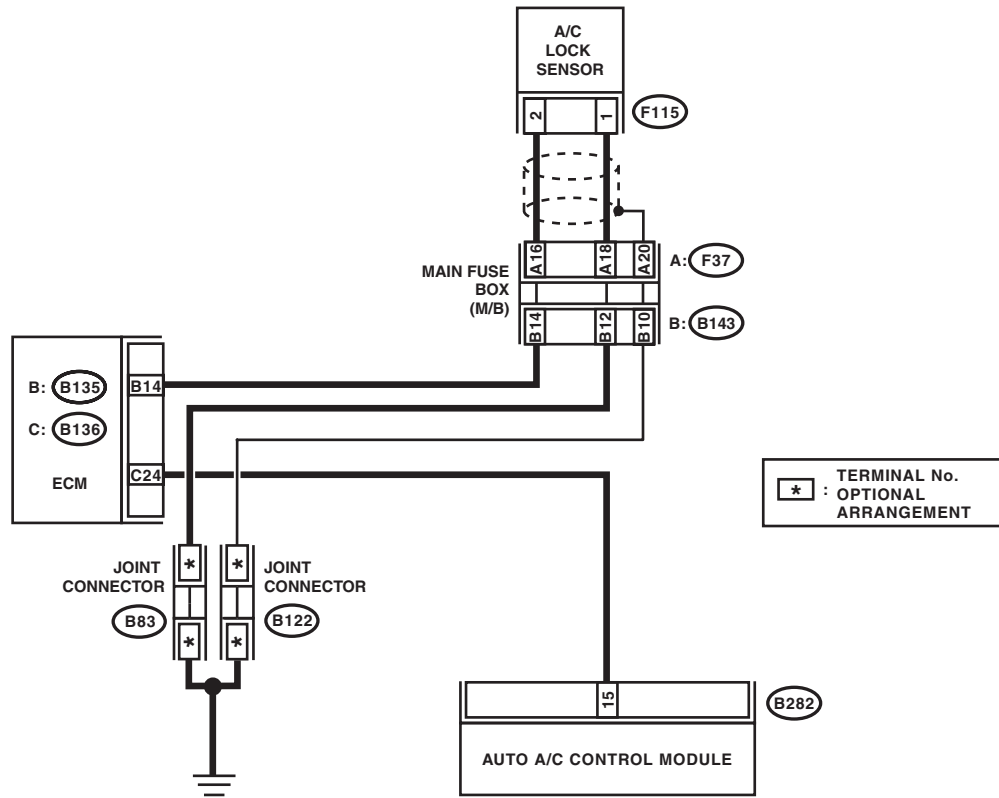 A/C
LOCK
SENSOR
2
1
F115
A16
A18
A20
A: F37
MAIN FUSE
BOX
(M/B)
B14
B12
B10
B: B143
B: B135
B14
C: B136
ECM
C24
* : TERMINAL No.
OPTIONAL
ARRANGEMENT
JOINT
CONNECTOR
B83
*
*
*
*
JOINT
CONNECTOR
B122
15
B282
AUTO A/C CONTROL MODULE